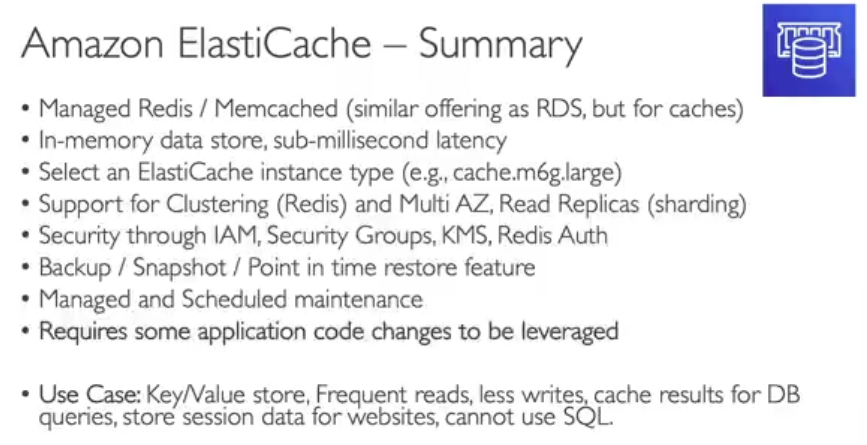 Amazon ElastiCache – Summary
• Managed Redis / Memcached (similar offering as RDS, but for caches)
• In-memory data store, sub-millisecond latency
• Select an ElastiCache instance type (e.g., cache.m6g.large)
• Support for Clustering (Redis) and Multi AZ, Read Replicas (sharding)
• Security through IAM, Security Groups, KMS, Redis Auth
• Backup / Snapshot / Point in time restore feature
• Managed and Scheduled maintenance
• Requires some application code changes to be leveraged
• Use Case: Key/Value store, Frequent reads, less writes, cache results for DB
queries, store session data for websites, cannot use SQL.